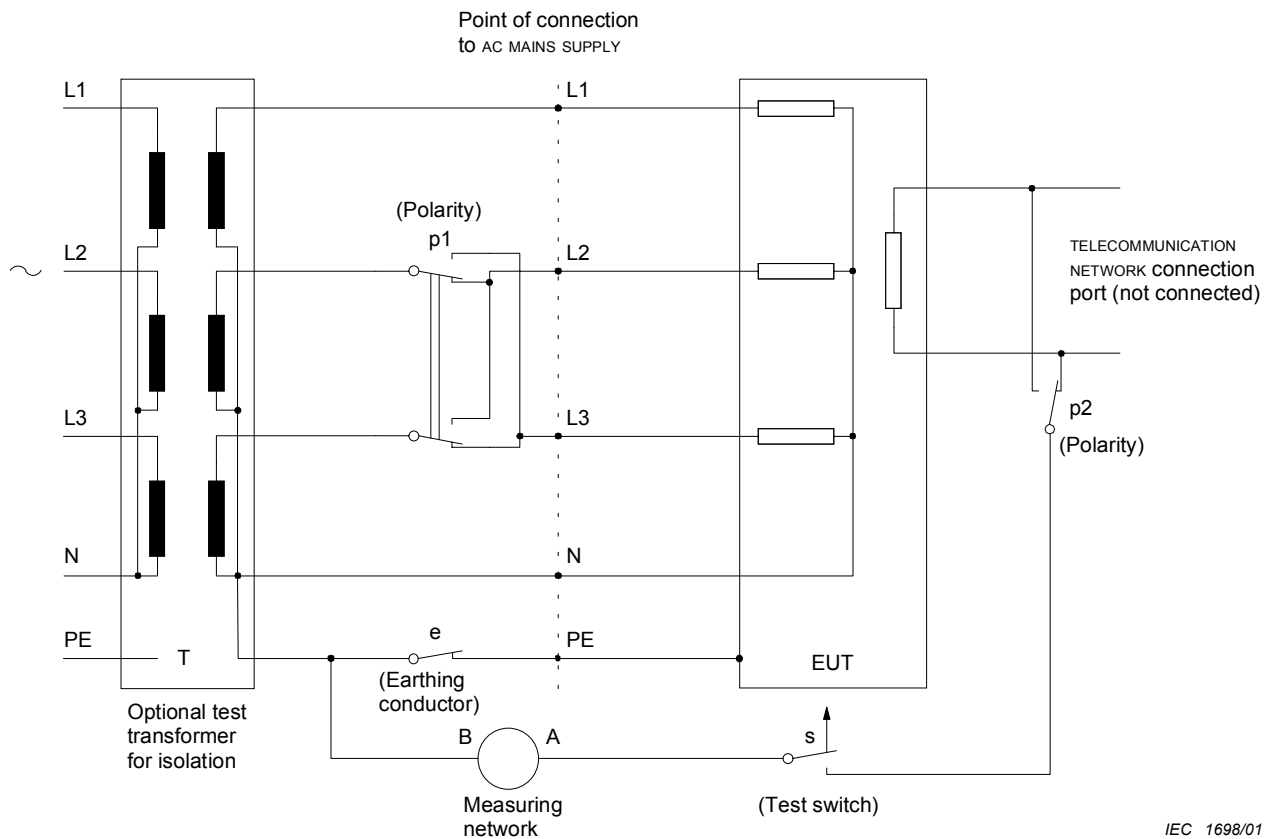 Point of connection
to AC MAINS SUPPLY
L1
L1
(Polarity)
p1
L2
L2
TELECOMMUNICATION
NETWORK connection
port (not connected)
L3
L3
p2
(Polarity)
N
N
PE
T
e
PE
EUT
(Earthing
conductor)
Optional test
transformer
for isolation
B
A
s
Measuring
network
(Test switch)
IEC 1698/01